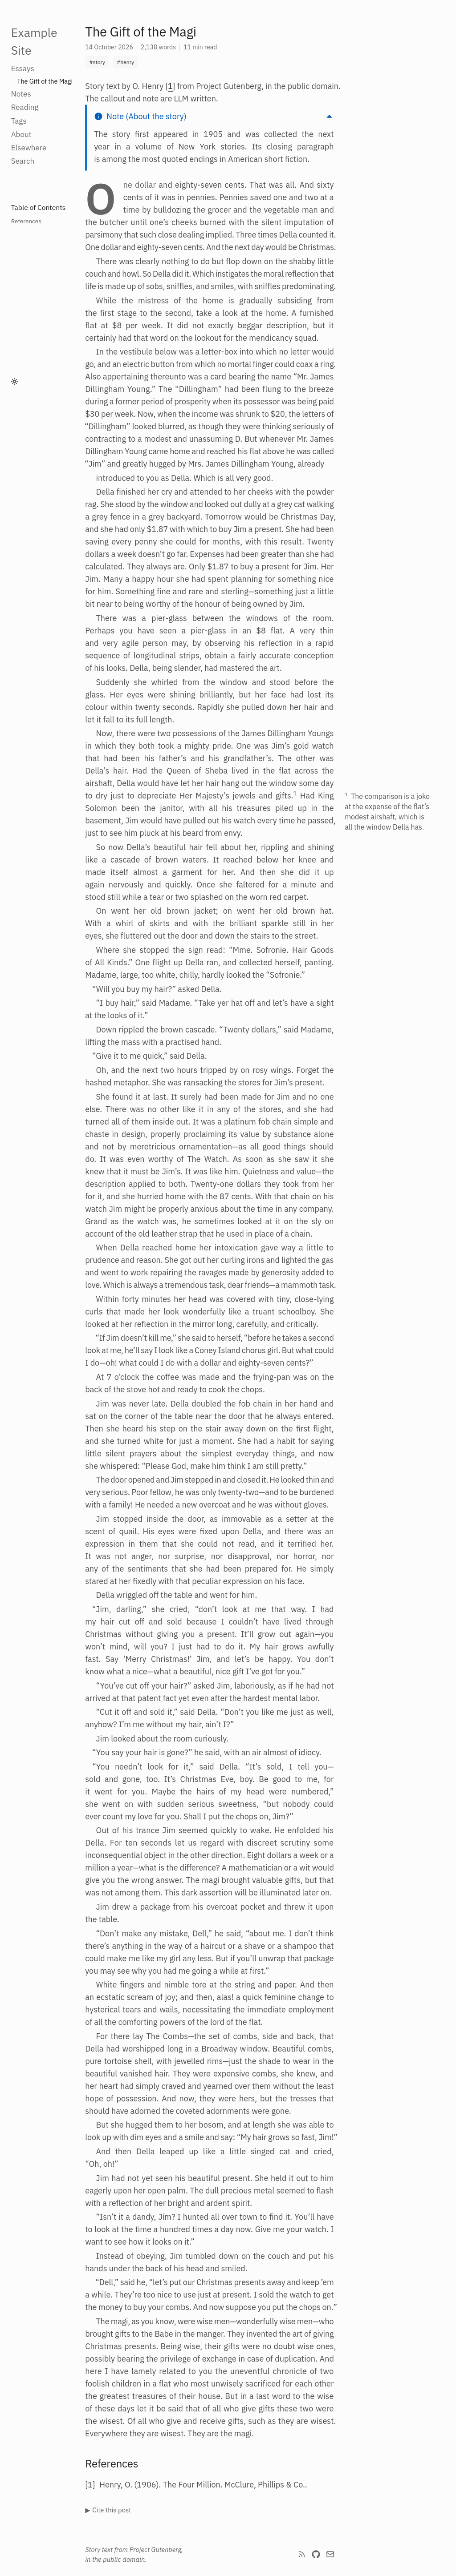 Example
Site
Essays
The Gift of the Magi
Notes
Reading
Tags
About
Elsewhere
Search
Table of Contents
References
The Gift of the Magi
14 October 2026 | 2,138 words | 11 min read
#story #henry
Story text by O. Henry [1] from Project Gutenberg, in the public domain.
The callout and note are LLM written.
Note (About the story)
The story first appeared in 1905 and was collected the next
year in a volume of New York stories. Its closing paragraph
is among the most quoted endings in American short fiction.
One dollar and eighty-seven cents. That was all. And sixty
cents of it was in pennies. Pennies saved one and two at a
time by bulldozing the grocer and the vegetable man and
the butcher until one's cheeks burned with the silent imputation of
parsimony that such close dealing implied. Three times Della counted it.
One dollar and eighty-seven cents. And the next day would be Christmas.
There was clearly nothing to do but flop down on the shabby little
couch and howl. So Della did it. Which instigates the moral reflection that
life is made up of sobs, sniffles, and smiles, with sniffles predominating.
While the mistress of the home is gradually subsiding from
the first stage to the second, take a look at the home. A furnished
flat at $8 per week. It did not exactly beggar description, but it
certainly had that word on the lookout for the mendicancy squad.
In the vestibule below was a letter-box into which no letter would
go, and an electric button from which no mortal finger could coax a ring.
Also appertaining thereunto was a card bearing the name “Mr. James
Dillingham Young.” The “Dillingham” had been flung to the breeze
during a former period of prosperity when its possessor was being paid
$30 per week. Now, when the income was shrunk to $20, the letters of
“Dillingham” looked blurred, as though they were thinking seriously of
contracting to a modest and unassuming D. But whenever Mr. James
Dillingham Young came home and reached his flat above he was called
“Jim” and greatly hugged by Mrs. James Dillingham Young, already
introduced to you as Della. Which is all very good.
Della finished her cry and attended to her cheeks with the powder
rag. She stood by the window and looked out dully at a grey cat walking
a grey fence in a grey backyard. Tomorrow would be Christmas Day,
and she had only $1.87 with which to buy Jim a present. She had been
saving every penny she could for months, with this result. Twenty
dollars a week doesn't go far. Expenses had been greater than she had
calculated. They always are. Only $1.87 to buy a present for Jim. Her
Jim. Many a happy hour she had spent planning for something nice
for him. Something fine and rare and sterling—something just a little
bit near to being worthy of the honour of being owned by Jim.
There was a pier-glass between the windows of the room.
Perhaps you have seen a pier-glass in an $8 flat. A very thin
and very agile person may, by observing his reflection in a rapid
sequence of longitudinal strips, obtain a fairly accurate conception
of his looks. Della, being slender, had mastered the art.
Suddenly she whirled from the window and stood before the
glass. Her eyes were shining brilliantly, but her face had lost its
colour within twenty seconds. Rapidly she pulled down her hair and
let it fall to its full length.
Now, there were two possessions of the James Dillingham Youngs
in which they both took a mighty pride. One was Jim's gold watch
that had been his father's and his grandfather's. The other was
Della's hair. Had the Queen of Sheba lived in the flat across the
airshaft, Della would have let her hair hang out the window some day
to dry just to depreciate Her Majesty's jewels and gifts.1 Had King
Solomon been the janitor, with all his treasures piled up in the
basement, Jim would have pulled out his watch every time he passed,
just to see him pluck at his beard from envy.
1 The comparison is a joke
at the expense of the flat's
modest airshaft, which is
all the window Della has.
So now Della's beautiful hair fell about her, rippling and shining
like a cascade of brown waters. It reached below her knee and
made itself almost a garment for her. And then she did it up
again nervously and quickly. Once she faltered for a minute and
stood still while a tear or two splashed on the worn red carpet.
On went her old brown jacket; on went her old brown hat.
With a whirl of skirts and with the brilliant sparkle still in her
eyes, she fluttered out the door and down the stairs to the street.
Where she stopped the sign read: “Mme. Sofronie. Hair Goods
of All Kinds.” One flight up Della ran, and collected herself, panting.
Madame, large, too white, chilly, hardly looked the “Sofronie.”
“Will you buy my hair?” asked Della.
“I buy hair,” said Madame. “Take yer hat off and let's have a sight
at the looks of it.”
Down rippled the brown cascade. “Twenty dollars,” said Madame,
lifting the mass with a practised hand.
“Give it to me quick,” said Della.
Oh, and the next two hours tripped by on rosy wings. Forget the
hashed metaphor. She was ransacking the stores for Jim's present.
She found it at last. It surely had been made for Jim and no one
else. There was no other like it in any of the stores, and she had
turned all of them inside out. It was a platinum fob chain simple and
chaste in design, properly proclaiming its value by substance alone
and not by meretricious ornamentation—as all good things should
do. It was even worthy of The Watch. As soon as she saw it she
knew that it must be Jim's. It was like him. Quietness and value—the
description applied to both. Twenty-one dollars they took from her
for it, and she hurried home with the 87 cents. With that chain on his
watch Jim might be properly anxious about the time in any company.
Grand as the watch was, he sometimes looked at it on the sly on
account of the old leather strap that he used in place of a chain.
When Della reached home her intoxication gave way a little to
prudence and reason. She got out her curling irons and lighted the gas
and went to work repairing the ravages made by generosity added to
love. Which is always a tremendous task, dear friends—a mammoth task.
Within forty minutes her head was covered with tiny, close-lying
curls that made her look wonderfully like a truant schoolboy. She
looked at her reflection in the mirror long, carefully, and critically.
“If Jim doesn't kill me,” she said to herself, “before he takes a second
look at me, he'll say I look like a Coney Island chorus girl. But what could
I do—oh! what could I do with a dollar and eighty-seven cents?”
At 7 o'clock the coffee was made and the frying-pan was on the
back of the stove hot and ready to cook the chops.
Jim was never late. Della doubled the fob chain in her hand and
sat on the corner of the table near the door that he always entered.
Then she heard his step on the stair away down on the first flight,
and she turned white for just a moment. She had a habit for saying
little silent prayers about the simplest everyday things, and now
she whispered: “Please God, make him think I am still pretty.”
The door opened and Jim stepped in and closed it. He looked thin and
very serious. Poor fellow, he was only twenty-two—and to be burdened
with a family! He needed a new overcoat and he was without gloves.
Jim stopped inside the door, as immovable as a setter at the
scent of quail. His eyes were fixed upon Della, and there was an
expression in them that she could not read, and it terrified her.
It was not anger, nor surprise, nor disapproval, nor horror, nor
any of the sentiments that she had been prepared for. He simply
stared at her fixedly with that peculiar expression on his face.
Della wriggled off the table and went for him.
“Jim, darling,” she cried, “don't look at me that way. I had
my hair cut off and sold because I couldn't have lived through
Christmas without giving you a present. It'll grow out again—you
won't mind, will you? I just had to do it. My hair grows awfully
fast. Say ‘Merry Christmas!’ Jim, and let's be happy. You don't
know what a nice—what a beautiful, nice gift I've got for you.”
“You've cut off your hair?” asked Jim, laboriously, as if he had not
arrived at that patent fact yet even after the hardest mental labor.
“Cut it off and sold it,” said Della. “Don't you like me just as well,
anyhow? I'm me without my hair, ain't I?”
Jim looked about the room curiously.
“You say your hair is gone?” he said, with an air almost of idiocy.
“You needn't look for it,” said Della. “It's sold, I tell you—
sold and gone, too. It's Christmas Eve, boy. Be good to me, for
it went for you. Maybe the hairs of my head were numbered,”
she went on with sudden serious sweetness, “but nobody could
ever count my love for you. Shall I put the chops on, Jim?”
Out of his trance Jim seemed quickly to wake. He enfolded his
Della. For ten seconds let us regard with discreet scrutiny some
inconsequential object in the other direction. Eight dollars a week or a
million a year—what is the difference? A mathematician or a wit would
give you the wrong answer. The magi brought valuable gifts, but that
was not among them. This dark assertion will be illuminated later on.
Jim drew a package from his overcoat pocket and threw it upon
the table.
“Don't make any mistake, Dell,” he said, “about me. I don't think
there's anything in the way of a haircut or a shave or a shampoo that
could make me like my girl any less. But if you'll unwrap that package
you may see why you had me going a while at first.”
White fingers and nimble tore at the string and paper. And then
an ecstatic scream of joy; and then, alas! a quick feminine change to
hysterical tears and wails, necessitating the immediate employment
of all the comforting powers of the lord of the flat.
For there lay The Combs—the set of combs, side and back, that
Della had worshipped long in a Broadway window. Beautiful combs,
pure tortoise shell, with jewelled rims—just the shade to wear in the
beautiful vanished hair. They were expensive combs, she knew, and
her heart had simply craved and yearned over them without the least
hope of possession. And now, they were hers, but the tresses that
should have adorned the coveted adornments were gone.
But she hugged them to her bosom, and at length she was able to
look up with dim eyes and a smile and say: “My hair grows so fast, Jim!”
And then Della leaped up like a little singed cat and cried,
“Oh, oh!”
Jim had not yet seen his beautiful present. She held it out to him
eagerly upon her open palm. The dull precious metal seemed to flash
with a reflection of her bright and ardent spirit.
“Isn't it a dandy, Jim? I hunted all over town to find it. You'll have
to look at the time a hundred times a day now. Give me your watch. I
want to see how it looks on it.”
Instead of obeying, Jim tumbled down on the couch and put his
hands under the back of his head and smiled.
“Dell,” said he, “let's put our Christmas presents away and keep 'em
a while. They're too nice to use just at present. I sold the watch to get
the money to buy your combs. And now suppose you put the chops on.”
The magi, as you know, were wise men—wonderfully wise men—who
brought gifts to the Babe in the manger. They invented the art of giving
Christmas presents. Being wise, their gifts were no doubt wise ones,
possibly bearing the privilege of exchange in case of duplication. And
here I have lamely related to you the uneventful chronicle of two
foolish children in a flat who most unwisely sacrificed for each other
the greatest treasures of their house. But in a last word to the wise
of these days let it be said that of all who give gifts these two were
the wisest. Of all who give and receive gifts, such as they are wisest.
Everywhere they are wisest. They are the magi.
References
[1] Henry, O. (1906). The Four Million. McClure, Phillips & Co..
▶ Cite this post
Story text from Project Gutenberg,
in the public domain.